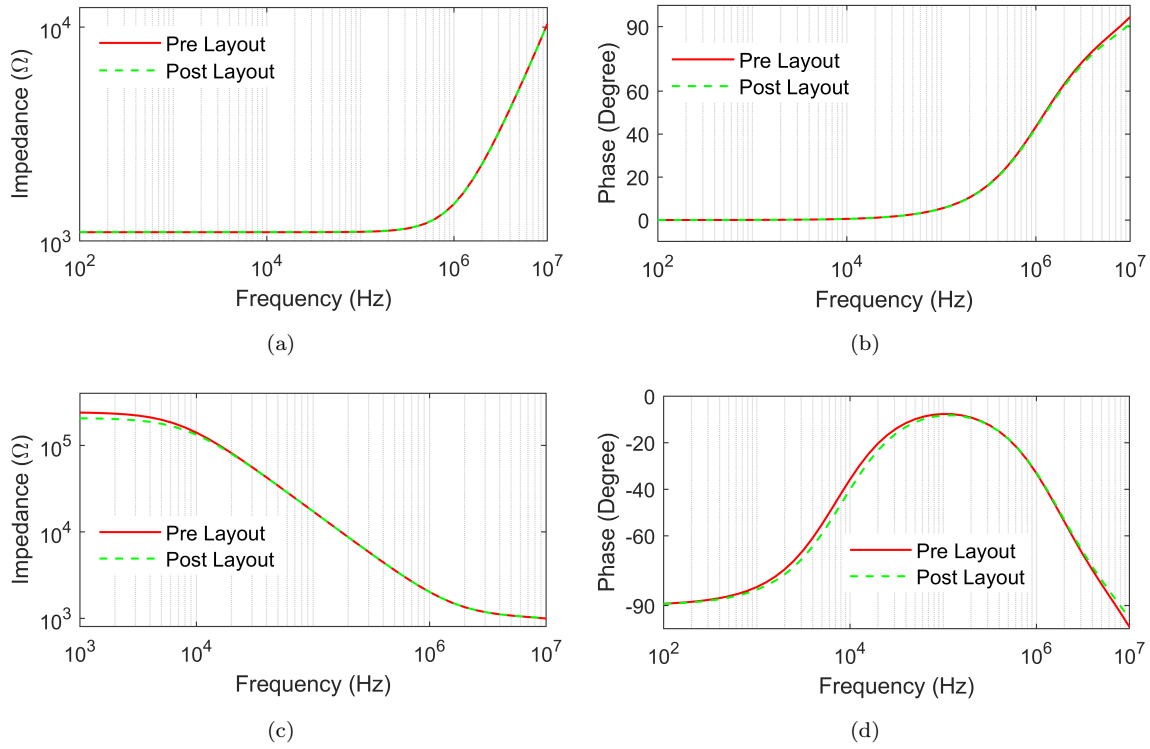 10^4
10^3
Impedance (Ω)
Pre Layout
Post Layout
10^2
10^4
10^6
10^7
Frequency (Hz)
(a)
90
60
40
20
0
Phase (Degree)
Pre Layout
Post Layout
10^2
10^4
10^6
10^7
Frequency (Hz)
(b)
10^5
10^4
10^3
Impedance (Ω)
Pre Layout
Post Layout
10^3
10^4
10^6
10^7
Frequency (Hz)
(c)
0
-20
-40
-60
-90
Phase (Degree)
Pre Layout
Post Layout
10^2
10^4
10^6
10^7
Frequency (Hz)
(d)